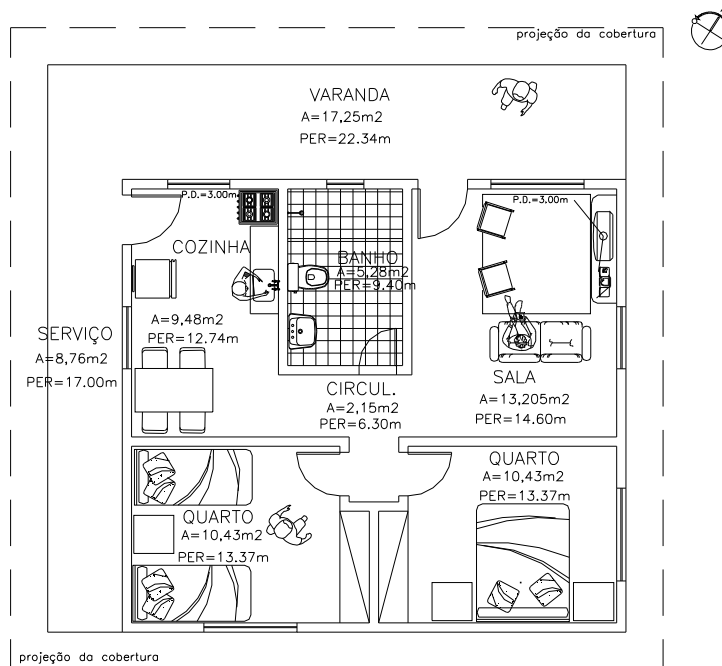 projeção da cobertura
VARANDA
A=17,25m2
PER=22.34m
P.D.=3.00m
P.D.=3.00m
COZINHA
A=9,48m2
PER=12.74m
BANHO
A=5,28m2
PER=9.40m
SERVIÇO
A=8,76m2
PER=17.00m
CIRCUL.
A=2,15m2
PER=6.30m
SALA
A=13,205m2
PER=14.60m
QUARTO
A=10,43m2
PER=13.37m
QUARTO
A=10,43m2
PER=13.37m
projeção da cobertura